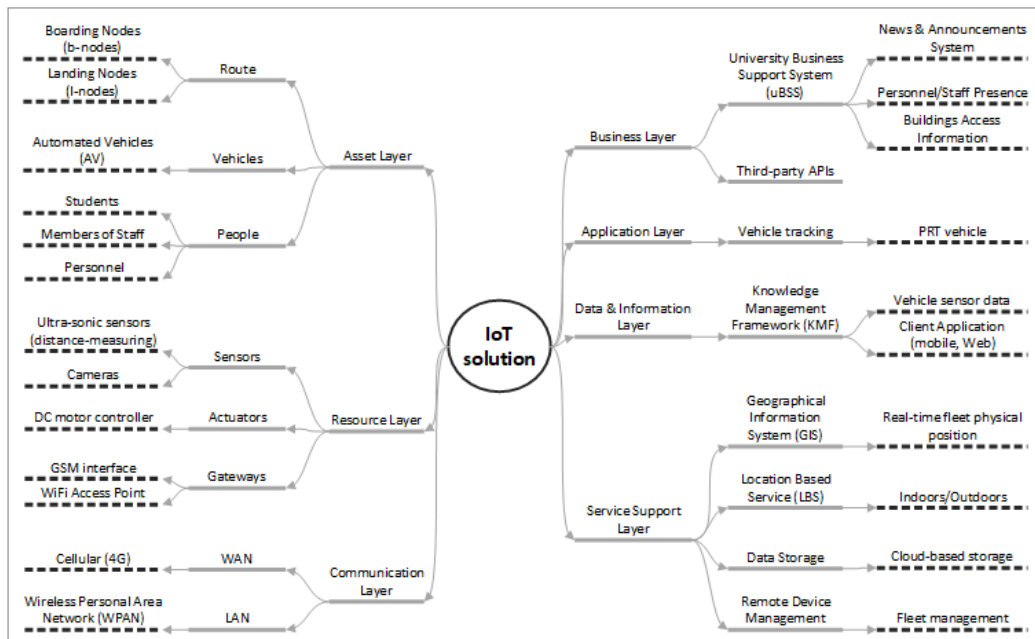 Boarding Nodes
(b-nodes)
Landing Nodes
(l-nodes)
Route
Automated Vehicles
(AV)
Vehicles
Asset Layer
Students
Members of Staff
People
Personnel
Ultra-sonic sensors
(distance-measuring)
Sensors
Cameras
DC motor controller
Actuators
Resource Layer
GSM interface
Gateways
WiFi Access Point
Cellular (4G)
WAN
Communication
Layer
Wireless Personal Area
Network (WPAN)
LAN
IoT
solution
Business Layer
University Business
Support System
(uBSS)
News & Announcements
System
Personnel/Staff Presence
Buildings Access
Information
Third-party APIs
Application Layer
Vehicle tracking
PRT vehicle
Data & Information
Layer
Knowledge
Management
Framework (KMF)
Vehicle sensor data
Client Application
(mobile, Web)
Service Support
Layer
Geographical
Information
System (GIS)
Real-time fleet physical
position
Location Based
Service (LBS)
Indoors/Outdoors
Data Storage
Cloud-based storage
Remote Device
Management
Fleet management